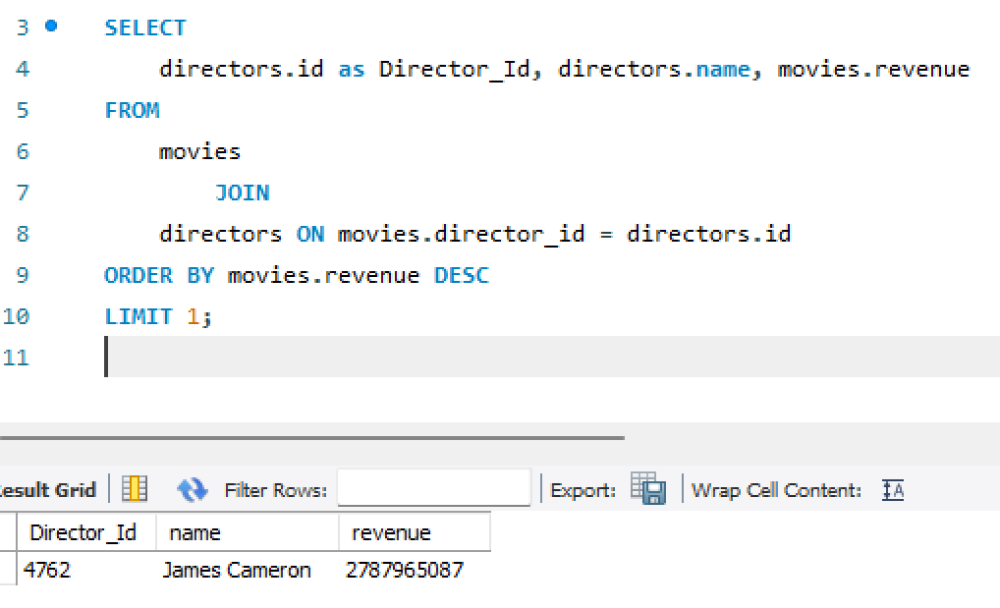 3 SELECT
4 directors.id as Director_Id, directors.name, movies.revenue
5 FROM
6 movies
7 JOIN
8 directors ON movies.director_id = directors.id
9 ORDER BY movies.revenue DESC
10 LIMIT 1;
11
esult Grid Filter Rows: Export: Wrap Cell Content: IA
Director_Id name revenue
4762 James Cameron 2787965087